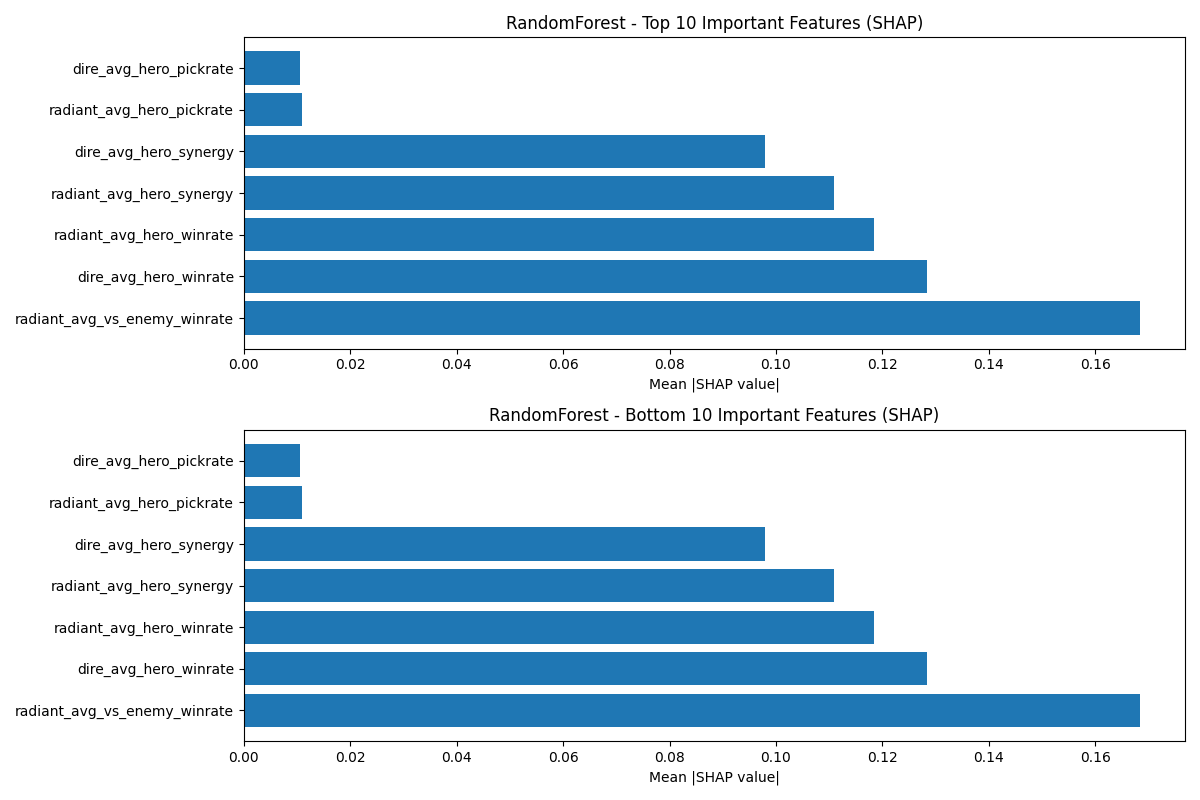 RandomForest - Top 10 Important Features (SHAP)
dire_avg_hero_pickrate
radiant_avg_hero_pickrate
dire_avg_hero_synergy
radiant_avg_hero_synergy
radiant_avg_hero_winrate
dire_avg_hero_winrate
radiant_avg_vs_enemy_winrate
0.00 0.02 0.04 0.06 0.08 0.10 0.12 0.14 0.16
Mean |SHAP value|
RandomForest - Bottom 10 Important Features (SHAP)
dire_avg_hero_pickrate
radiant_avg_hero_pickrate
dire_avg_hero_synergy
radiant_avg_hero_synergy
radiant_avg_hero_winrate
dire_avg_hero_winrate
radiant_avg_vs_enemy_winrate
0.00 0.02 0.04 0.06 0.08 0.10 0.12 0.14 0.16
Mean |SHAP value|